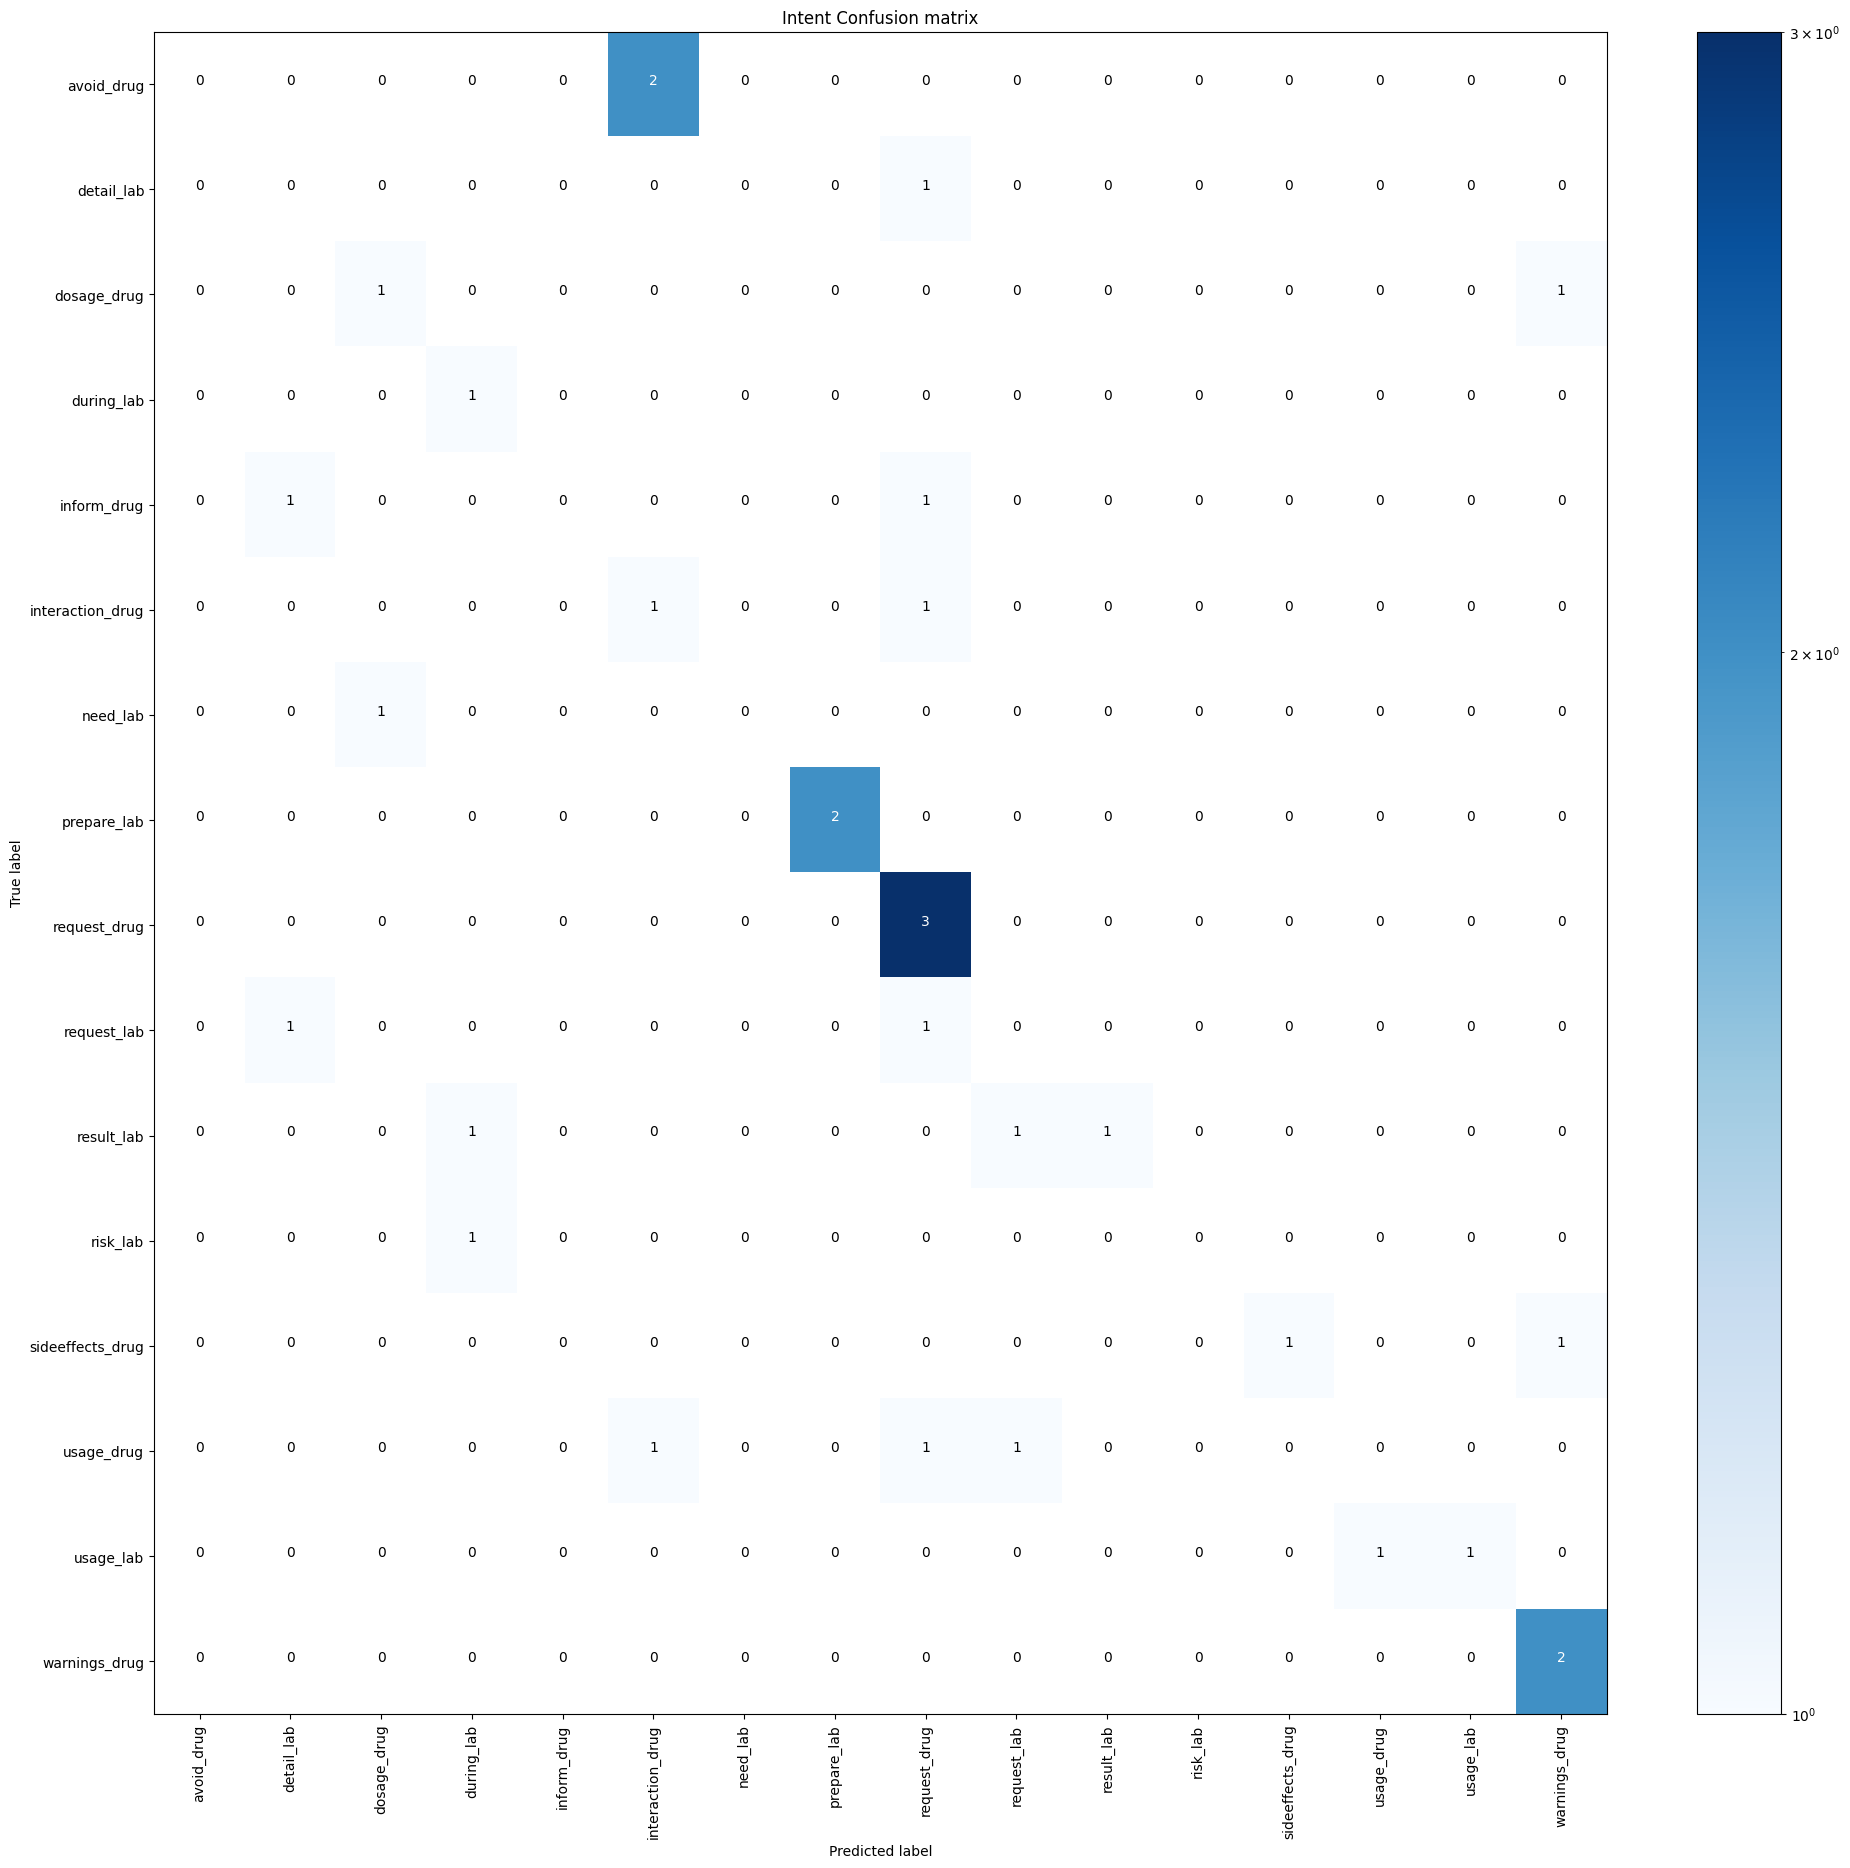 Intent Confusion matrix
avoid_drug 0 0 0 0 0 2 0 0 0 0 0 0 0 0 0 0
detail_lab 0 0 0 0 0 0 0 0 1 0 0 0 0 0 0 0
dosage_drug 0 0 1 0 0 0 0 0 0 0 0 0 0 0 0 1
during_lab 0 0 0 1 0 0 0 0 0 0 0 0 0 0 0 0
inform_drug 0 1 0 0 0 0 0 0 1 0 0 0 0 0 0 0
interaction_drug 0 0 0 0 0 1 0 0 1 0 0 0 0 0 0 0
need_lab 0 0 1 0 0 0 0 0 0 0 0 0 0 0 0 0
prepare_lab 0 0 0 0 0 0 0 2 0 0 0 0 0 0 0 0
request_drug 0 0 0 0 0 0 0 0 3 0 0 0 0 0 0 0
request_lab 0 1 0 0 0 0 0 0 1 0 0 0 0 0 0 0
result_lab 0 0 0 1 0 0 0 0 0 1 1 0 0 0 0 0
risk_lab 0 0 0 1 0 0 0 0 0 0 0 0 0 0 0 0
sideeffects_drug 0 0 0 0 0 0 0 0 0 0 0 0 1 0 0 1
usage_drug 0 0 0 0 0 1 0 0 1 1 0 0 0 0 0 0
usage_lab 0 0 0 0 0 0 0 0 0 0 0 0 0 1 1 0
warnings_drug 0 0 0 0 0 0 0 0 0 0 0 0 0 0 0 2
True label
avoid_drug
detail_lab
dosage_drug
during_lab
inform_drug
interaction_drug
need_lab
prepare_lab
request_drug
request_lab
result_lab
risk_lab
sideeffects_drug
usage_drug
usage_lab
warnings_drug
Predicted label
3 × 10⁰
2 × 10⁰
10⁰